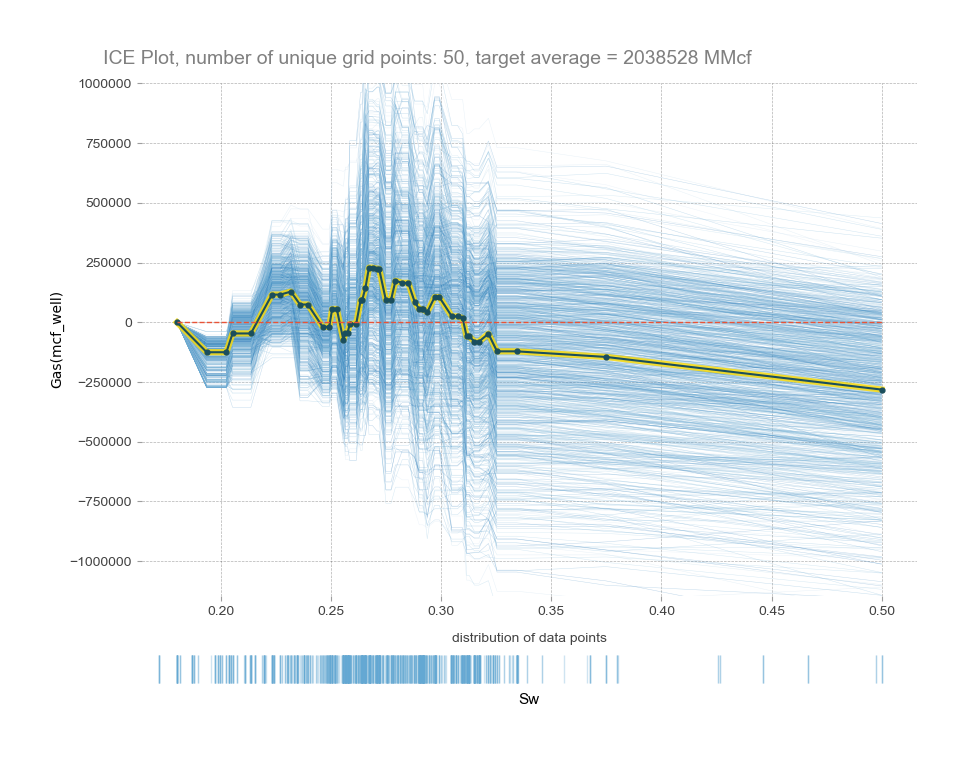 ICE Plot, number of unique grid points: 50, target average = 2038528 MMcf
1000000
750000
500000
250000
0
−250000
−500000
−750000
−1000000
Gas(mcf_well)
0.20 0.25 0.30 0.35 0.40 0.45 0.50
distribution of data points
Sw